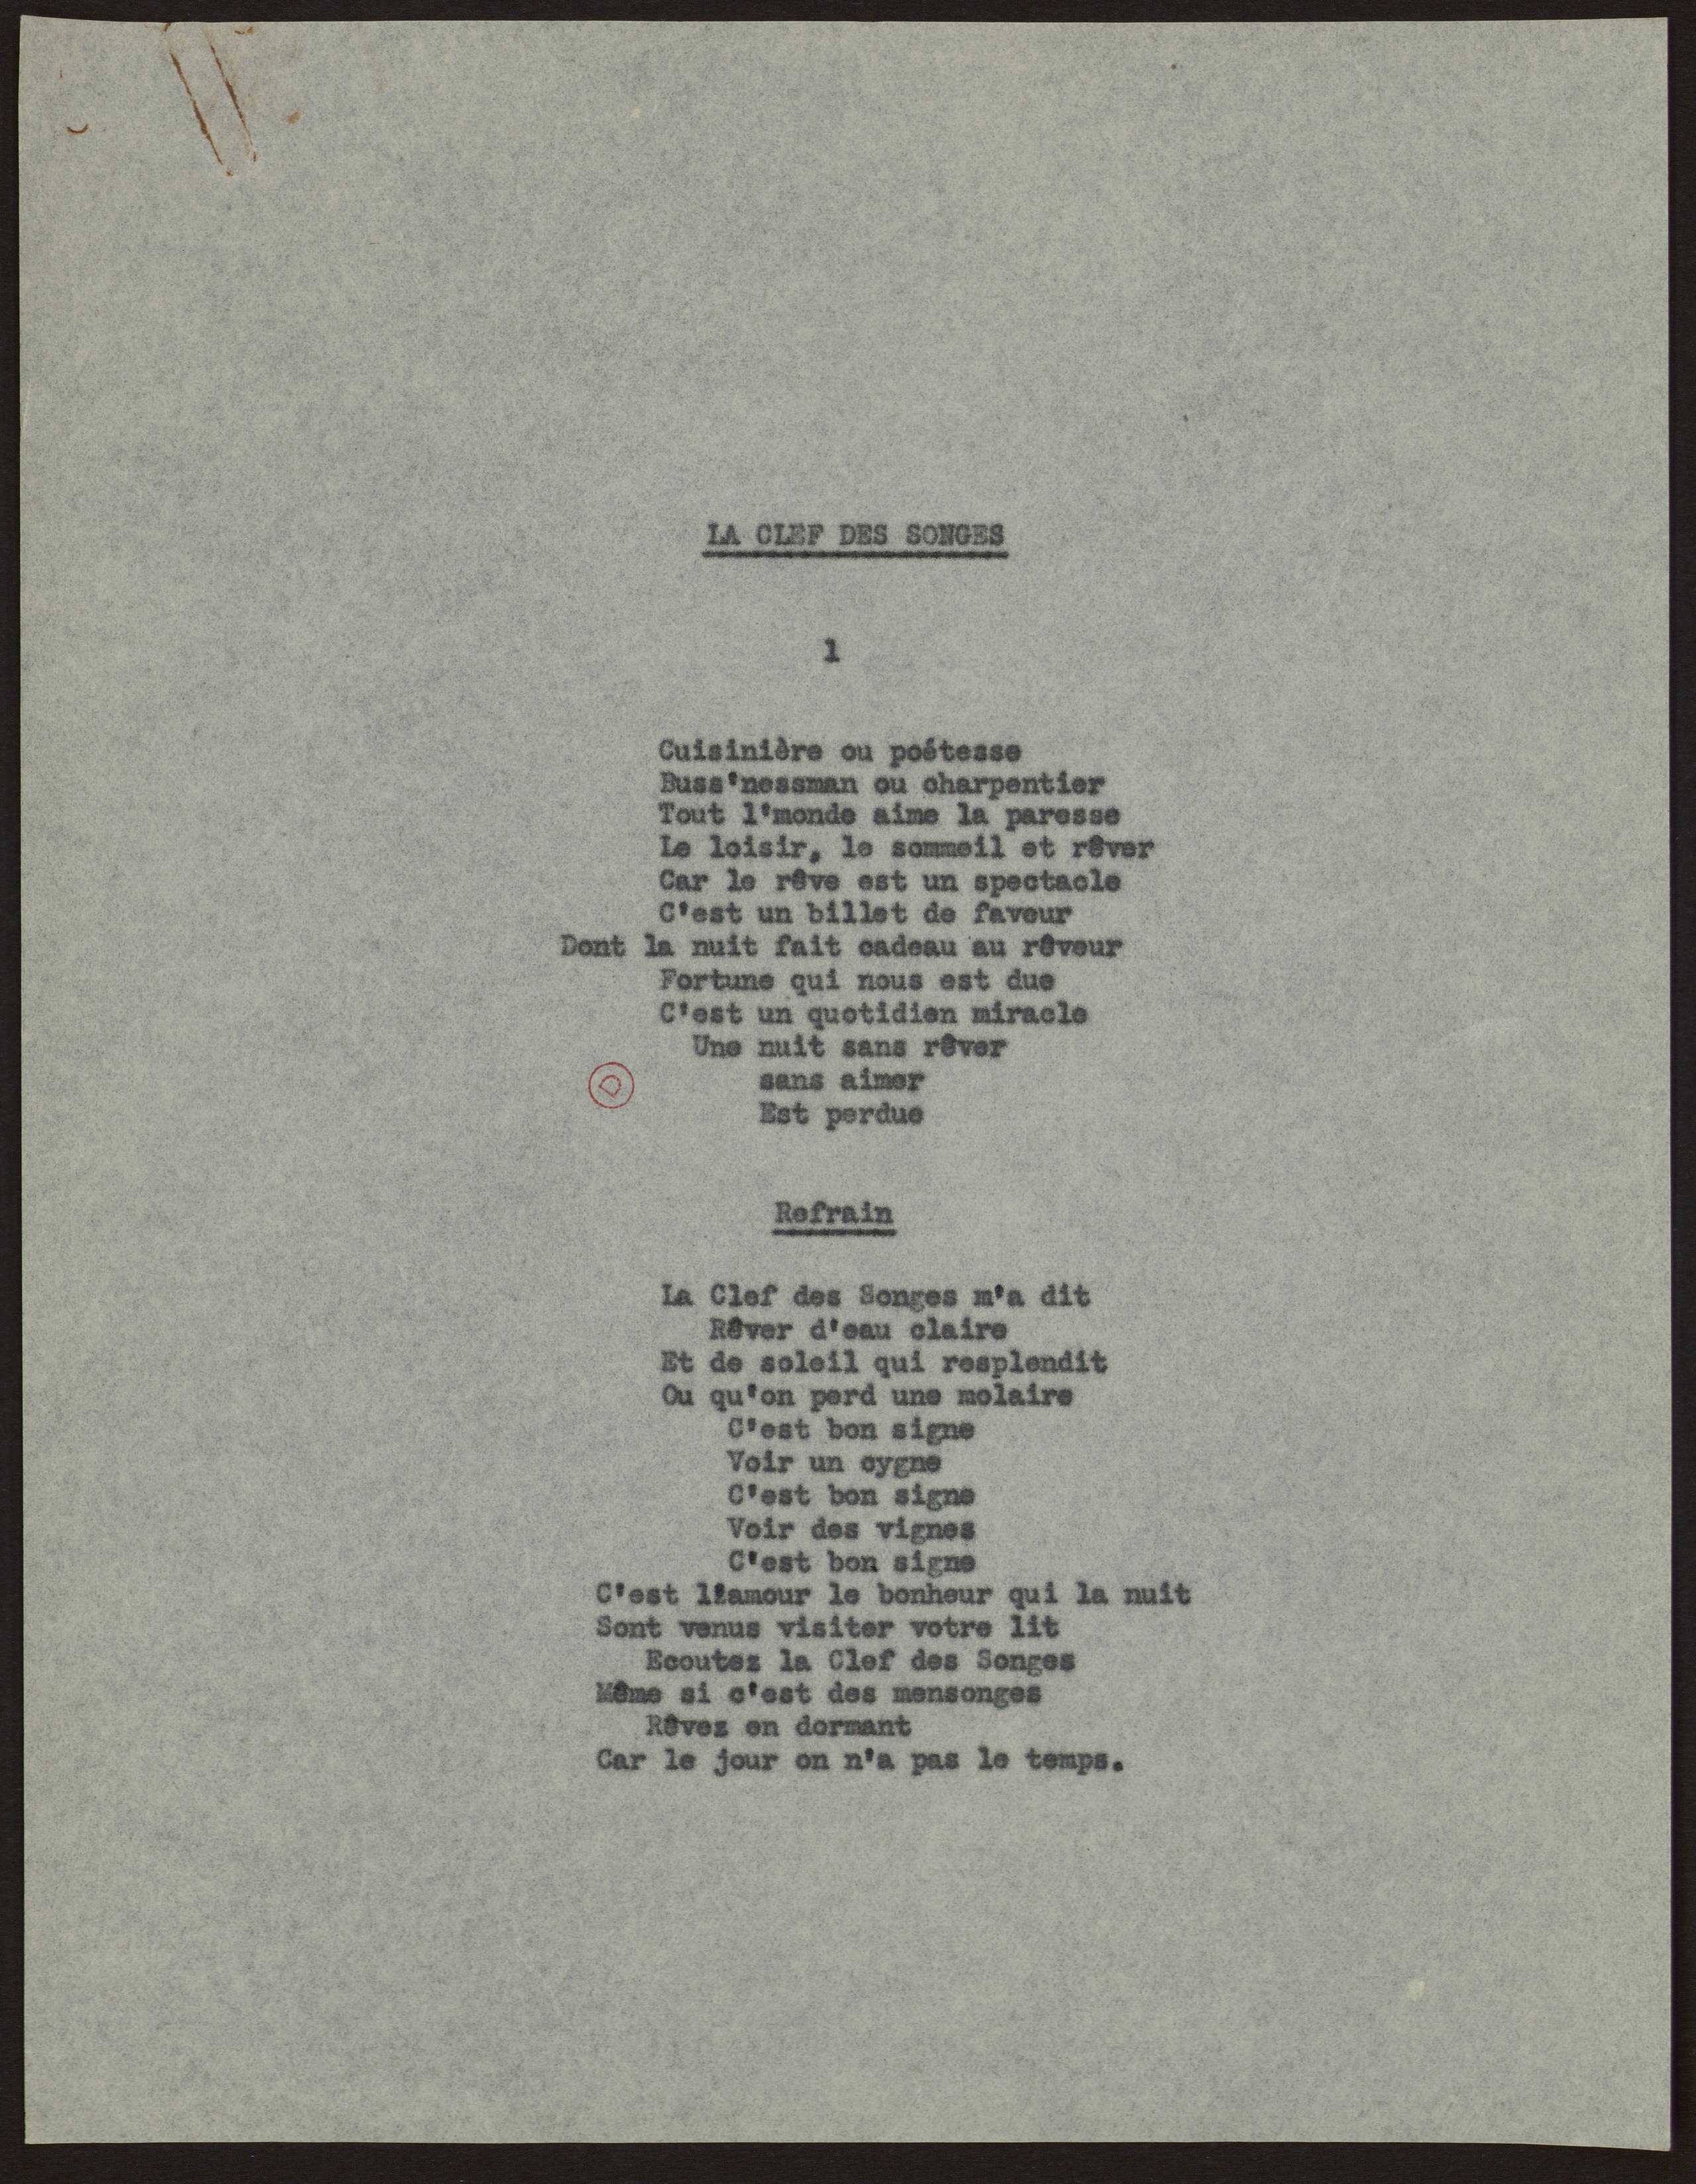 LA CLEF DES SONGES
1
Cuisinière ou poétesse
Buss'nessman ou charpentier
Tout l'monde aime la paresse
Le loisir, le sommeil et rêver
Car le rêve est un spectacle
C'est un billet de faveur
Dont la nuit fait cadeau au rêveur
Fortune qui nous est due
C'est un quotidien miracle
Une nuit sans rêver
sans aimer
D
Est perdue
Refrain
La Clef des Songes m'a dit
Rêver d'eau claire
Et de soleil qui resplendit
Ou qu'on perd une molaire
C'est bon signe
Voir un cygne
C'est bon signe
Voir des vignes
C'est bon signe
C'est l'amour le bonheur qui la nuit
Sont venus visiter votre lit
Ecoutez la Clef des Songes
Même si c'est des mensonges
Rêvez en dormant
Car le jour on n'a pas le temps.